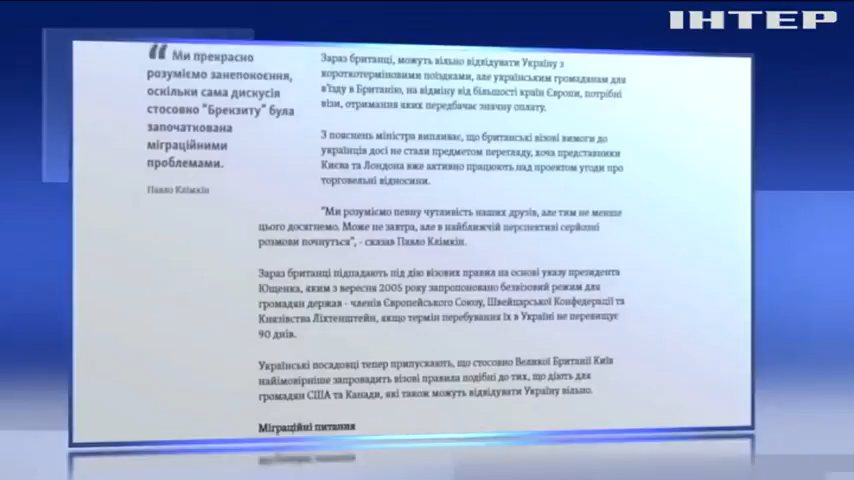 ІНТЕР
“ Ми прекрасно
розуміємо занепокоєння,
оскільки сама дискусія
стосовно "Брекзиту" була
започаткована
міграційними
проблемами.
Павло Клімкін
Зараз британці, можуть вільно відвідувати Україну з
короткотерміновими поїздками, але українським громадянам для
в'їзду в Британію, на відміну від більшості країн Європи, потрібні
візи, отримання яких передбачає значну оплату.
З пояснень міністра випливає, що британські візові вимоги до
українців досі не стали предметом перегляду, хоча представники
Києва та Лондона вже активно працюють над проектом угоди про
торговельні відносини.
"Ми розуміємо певну чутливість наших друзів, але тим не менше
цього досягнемо. Може не завтра, але в найближчій перспективі серйозні
розмови почнуться", - сказав Павло Клімкін.
Зараз британці підпадають під дію візових правил на основі указу президента
Ющенка, яким з вересня 2005 року запропоновано безвізовий режим для
громадян держав - членів Європейського Союзу, Швейцарської Конфедерації та
Князівства Ліхтенштейн, якщо термін перебування їх в Україні не перевищує
90 днів.
Українські посадовці тепер припускають, що стосовно Великої Британії Київ
найімовірніше запровадить візові правила подібні до тих, що діють для
громадян США та Канади, які також можуть відвідувати Україну вільно.
Міграційні питання